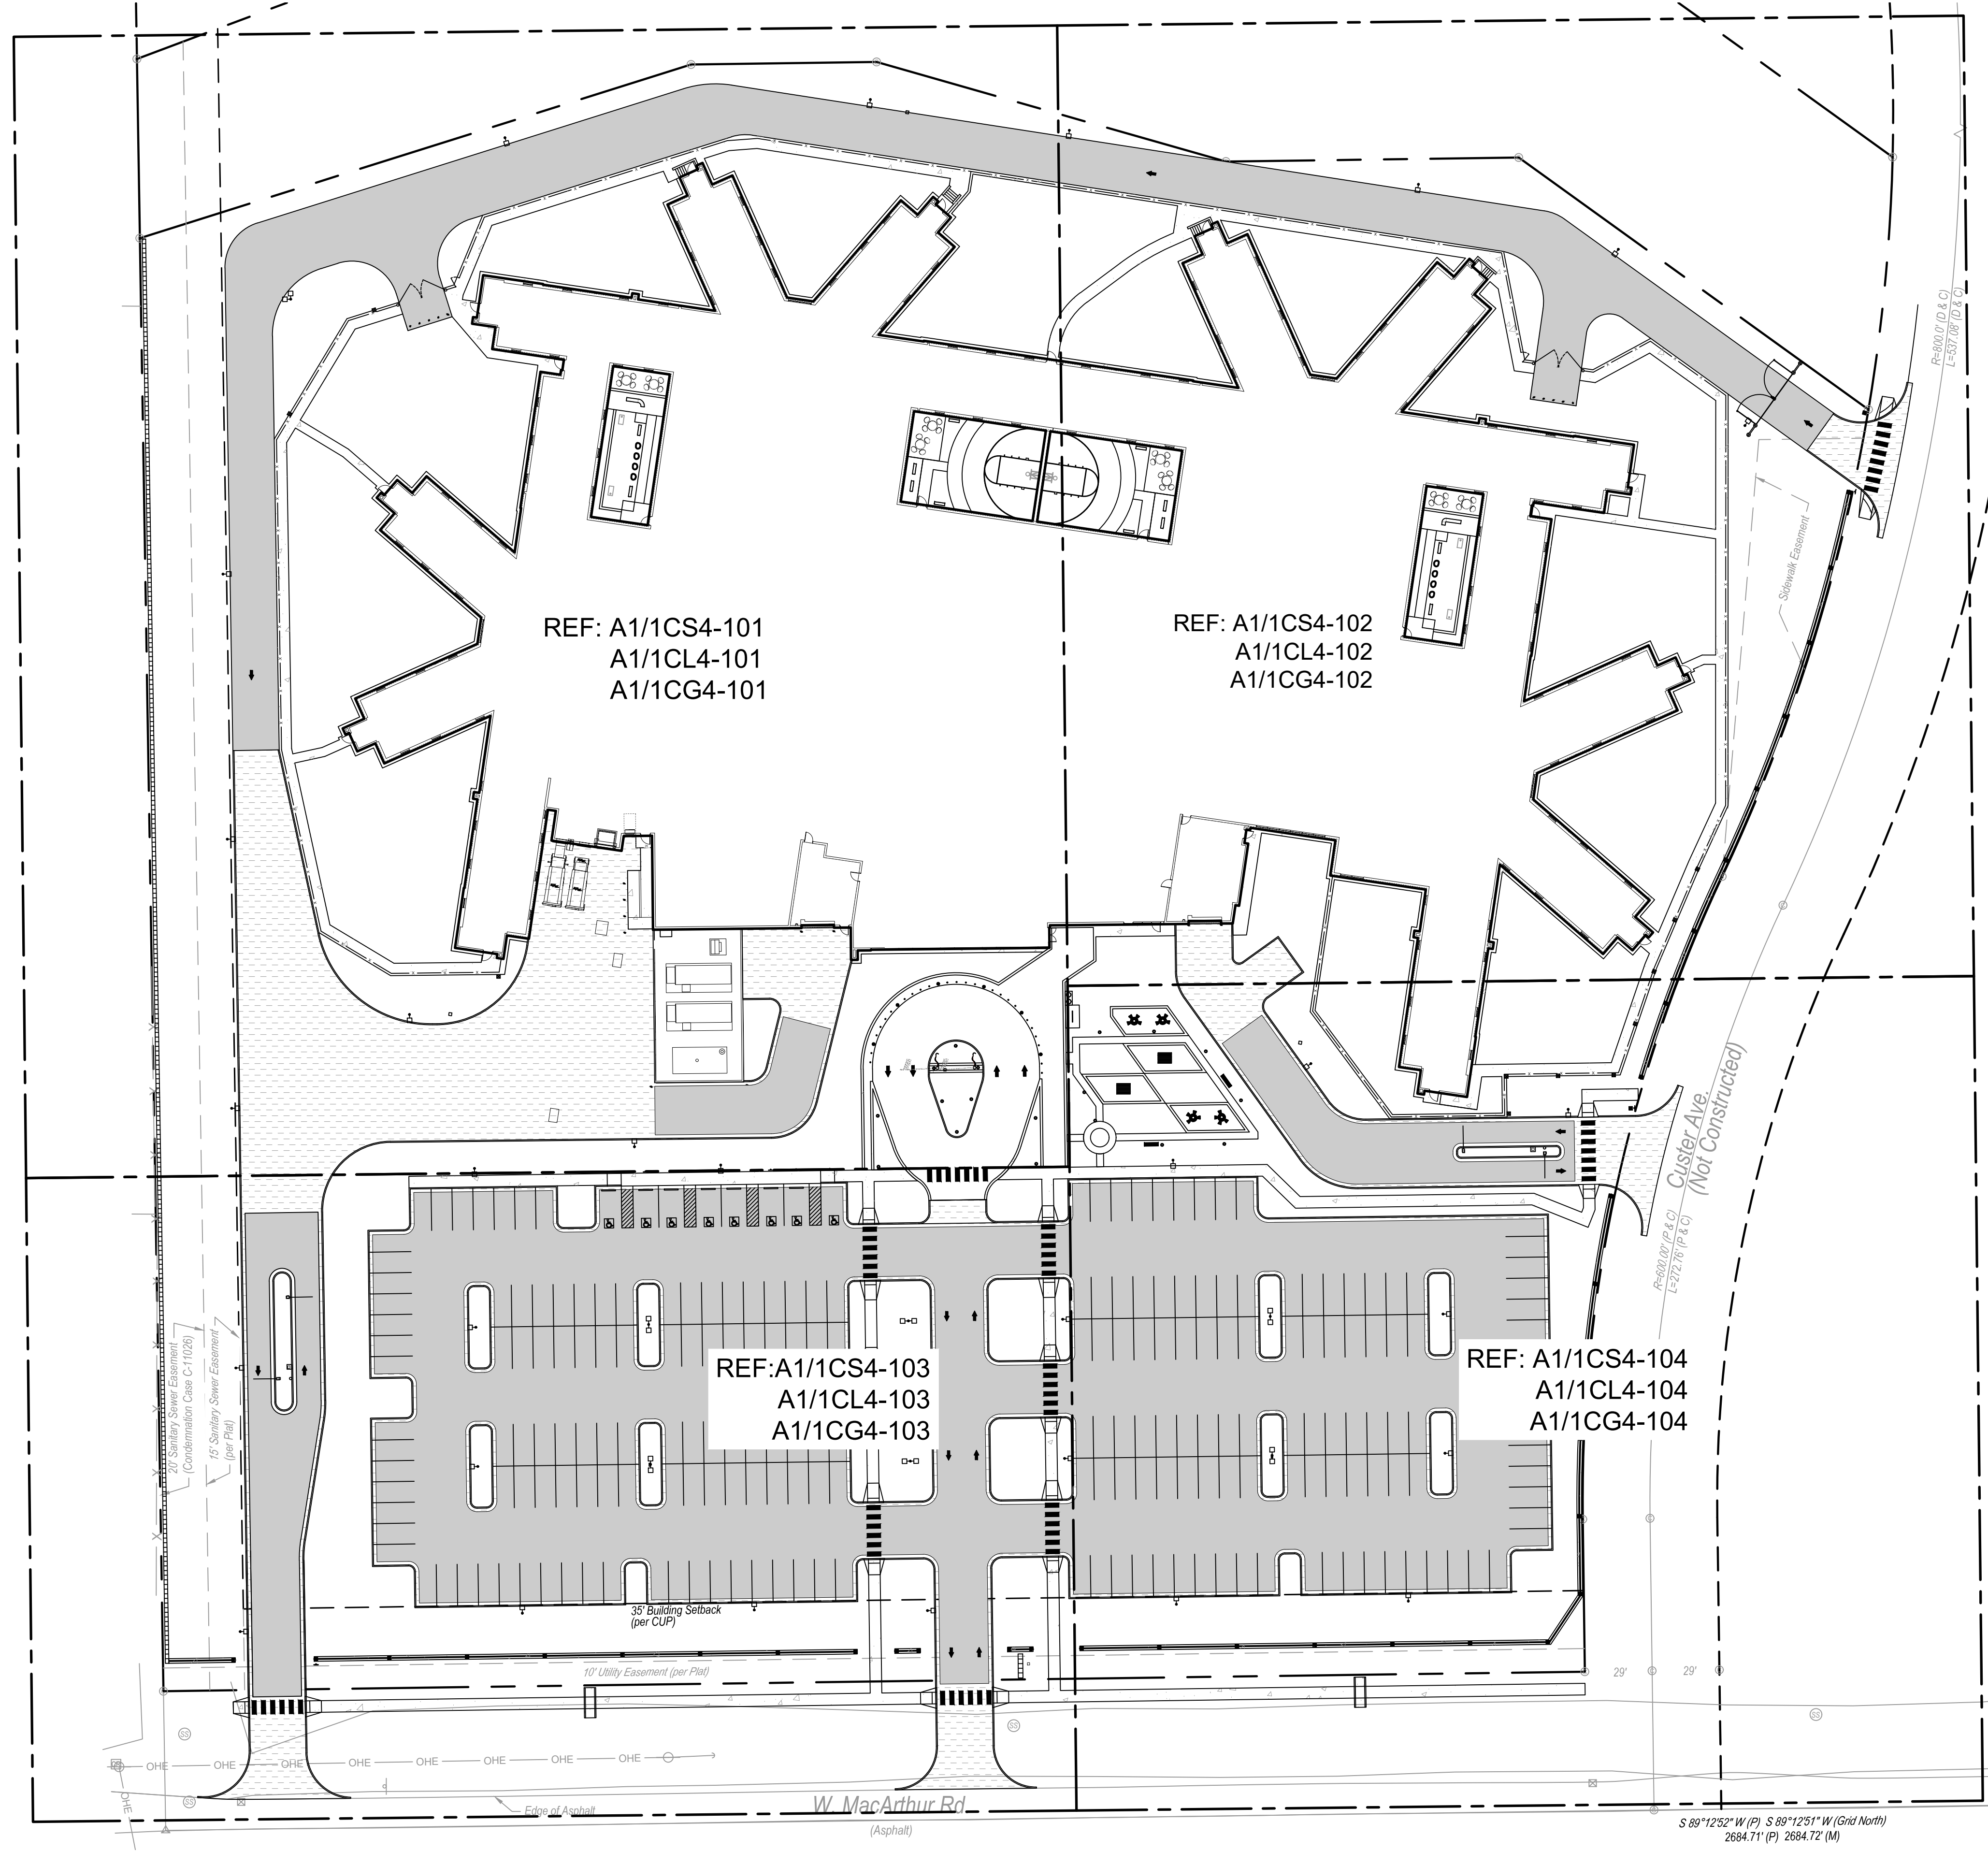 R=800.0' (D & C)
L=537.08' (D & C)
Sidewalk Easement
REF: A1/1CS4-101
A1/1CL4-101
A1/1CG4-101
REF: A1/1CS4-102
A1/1CL4-102
A1/1CG4-102
Custer Ave.
(Not Constructed)
R=600.00' (P & C)
L=272.76' (P & C)
20' Sanitary Sewer Easement
(Condemnation Case C-11026)
15' Sanitary Sewer Easement
(per Plat)
REF:A1/1CS4-103
A1/1CL4-103
A1/1CG4-103
REF: A1/1CS4-104
A1/1CL4-104
A1/1CG4-104
35' Building Setback
(per CUP)
10' Utility Easement (per Plat)
29' 29'
SS
SS
SS
OHE OHE OHE OHE OHE OHE OHE OHE
OHE
SS
Edge of Asphalt
W. MacArthur Rd
(Asphalt)
S 89°12'52" W (P) S 89°12'51" W (Grid North)
2684.71' (P) 2684.72' (M)